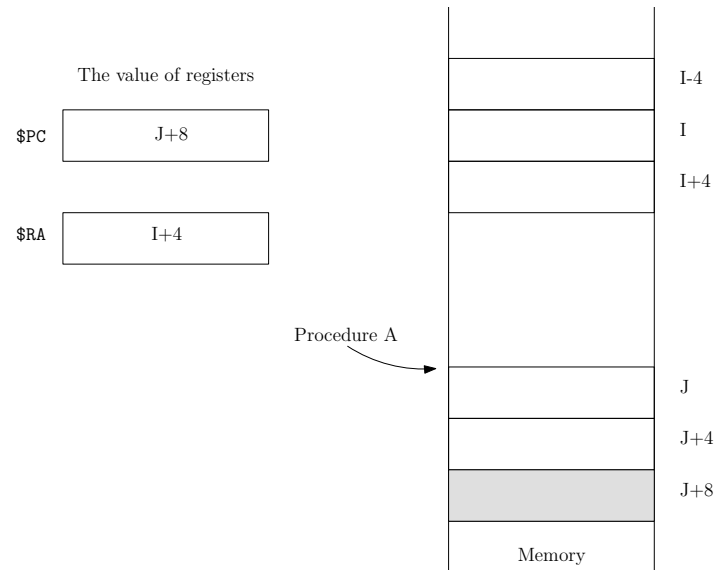 The value of registers
$PC
J+8
$RA
I+4
Procedure A
I-4
I
I+4
J
J+4
J+8
Memory